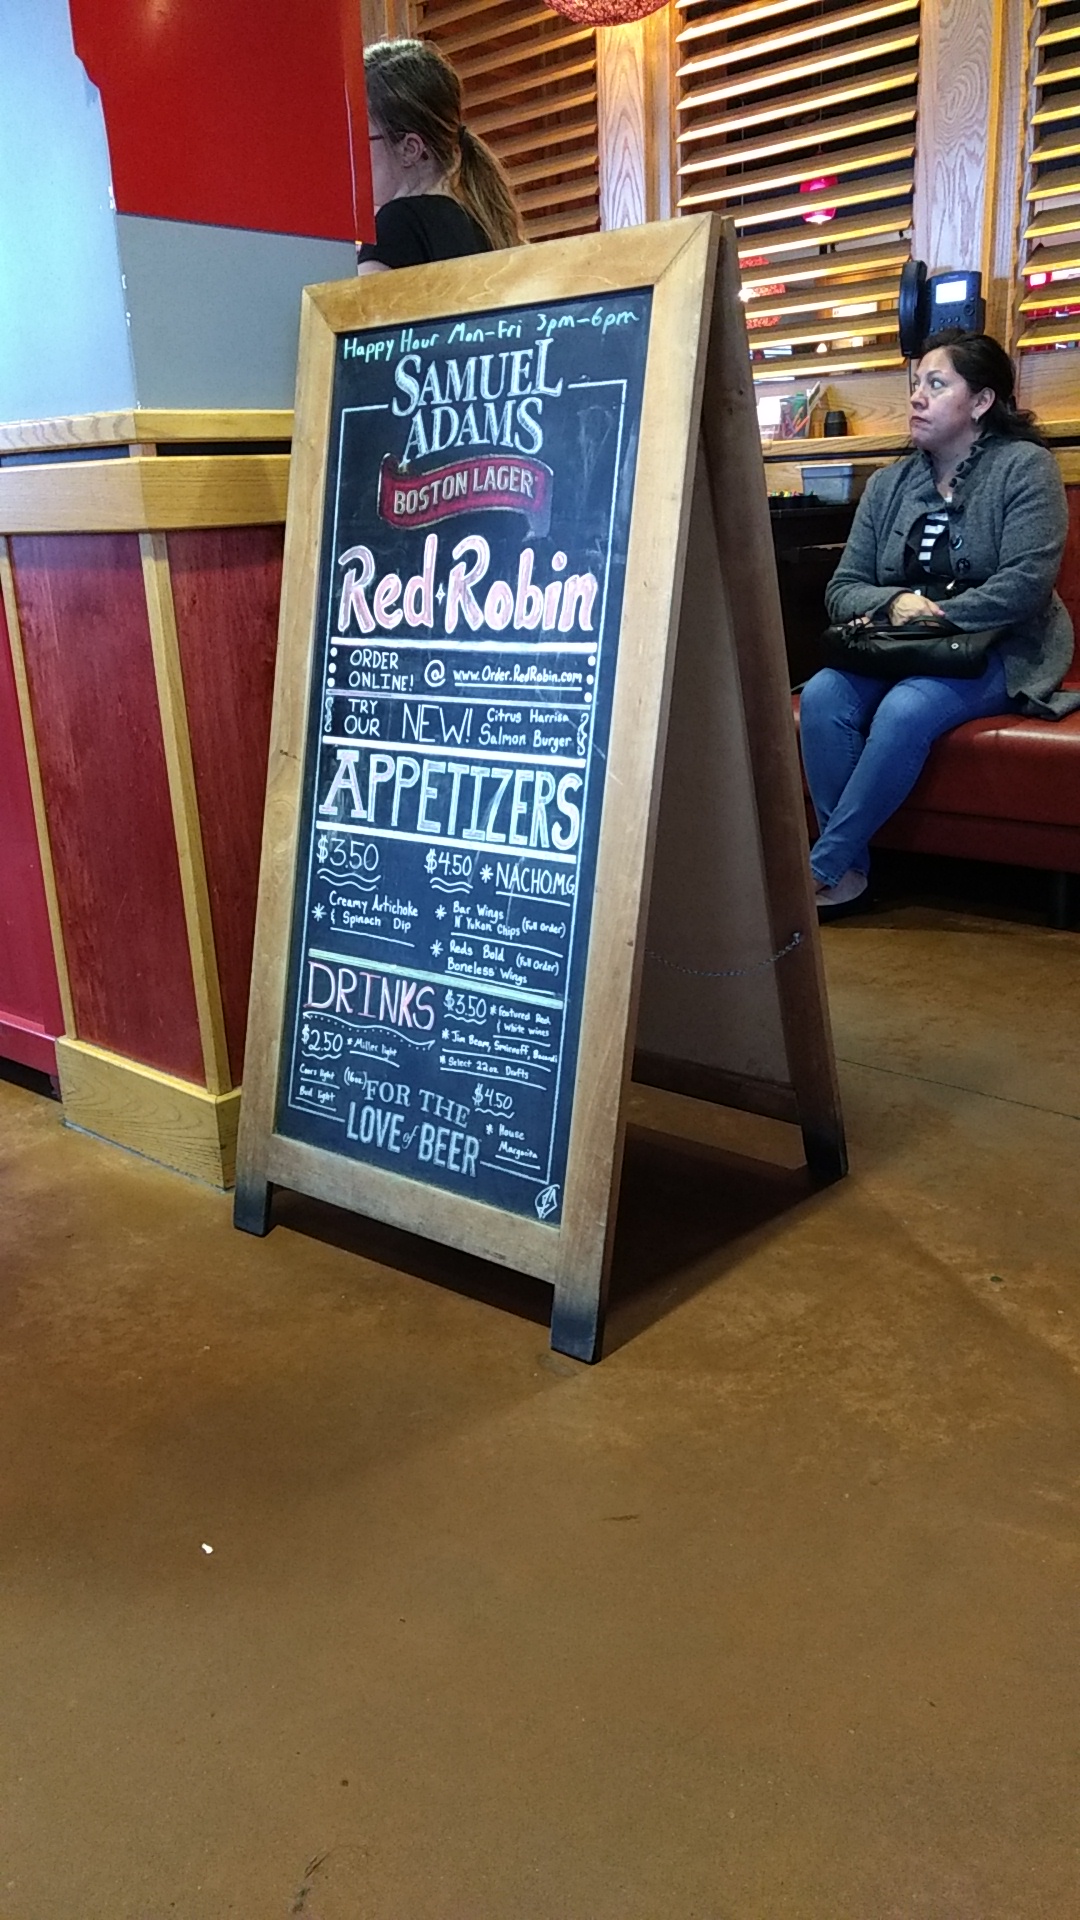 Happy Hour Mon-Fri 3pm-6pm
SAMUEL
ADAMS
BOSTON LAGER
Red Robin
ORDER ONLINE! @ www.Order.RedRobin.com
TRY OUR NEW! Citrus Harrisa Salmon Burger
APPETIZERS
$3.50
* Creamy Artichoke
& Spinach Dip
$4.50 * NACHOMG
* Bar Wings
N' Yukon Chips (Full Order)
* Reds Bold (Full Order)
Boneless Wings
DRINKS
$2.50 * Miller light
Coors light (16oz)
Bud light
$3.50 * Featured Red
& White wines
* Jim Beam, Smirnoff, Bacardi
* Select 22oz Drafts
$4.50
* House
Margarita
FOR THE
LOVE of BEER